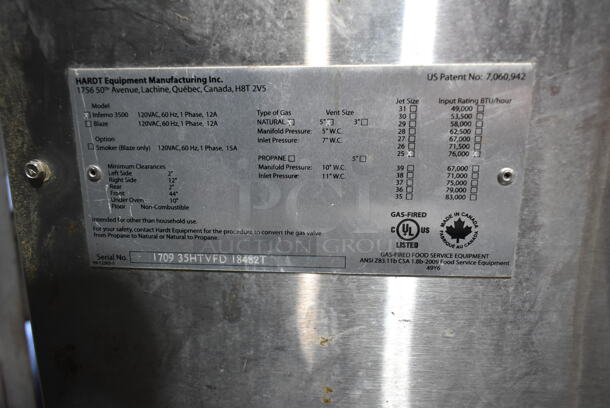 HARDT Equipment Manufacturing Inc.
1756 50th Avenue, Lachine, Québec, Canada, H8T 2V5
US Patent No: 7,060,942
Model
Inferno 3500 120VAC, 60 Hz, 1 Phase, 12A
Blaze 120VAC, 60 Hz, 1 Phase, 12A
Option
Smoker (Blaze only) 120VAC, 60 Hz, 1 Phase, 15A
Minimum Clearances
Left Side 2"
Right Side 12"
Rear 2"
Front 44"
Under Oven 10"
Floor Non-Combustible
Type of Gas Vent Size
NATURAL 5" 3"
Manifold Pressure: 5" W.C.
Inlet Pressure: 7" W.C.
PROPANE 5"
Manifold Pressure: 10" W.C.
Inlet Pressure: 11" W.C.
Jet Size Input Rating BTU/hour
31 49,000
30 53,500
29 58,000
28 62,500
27 67,000
26 71,500
25 76,000
39 67,000
38 71,000
37 75,000
36 79,000
35 83,000
Intended for other than household use.
For your safety, contact Hardt Equipment for the procedure to convert the gas valve
from Propane to Natural or Natural to Propane.
Serial No. 1709 35HTVFD 18482T
GAS-FIRED
C UL US
LISTED
MADE IN CANADA
FABRIQUÉ AU CANADA
GAS-FIRED FOOD SERVICE EQUIPMENT
ANSI Z83.11b CSA 1.8b-2009 Food Service Equipment
49Y6